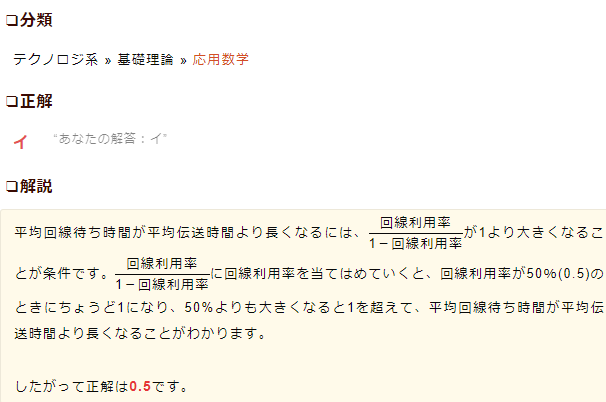 ❏分類
テクノロジ系 » 基礎理論 » 応用数学
❏正解
イ “あなたの解答：イ”
❏解説
平均回線待ち時間が平均伝送時間より長くなるには、回線利用率/1－回線利用率が1より大きくなるこ
とが条件です。回線利用率/1－回線利用率に回線利用率を当てはめていくと、回線利用率が50%(0.5)の
ときにちょうど1になり、50%よりも大きくなると1を超えて、平均回線待ち時間が平均伝
送時間より長くなることがわかります。
したがって正解は0.5です。